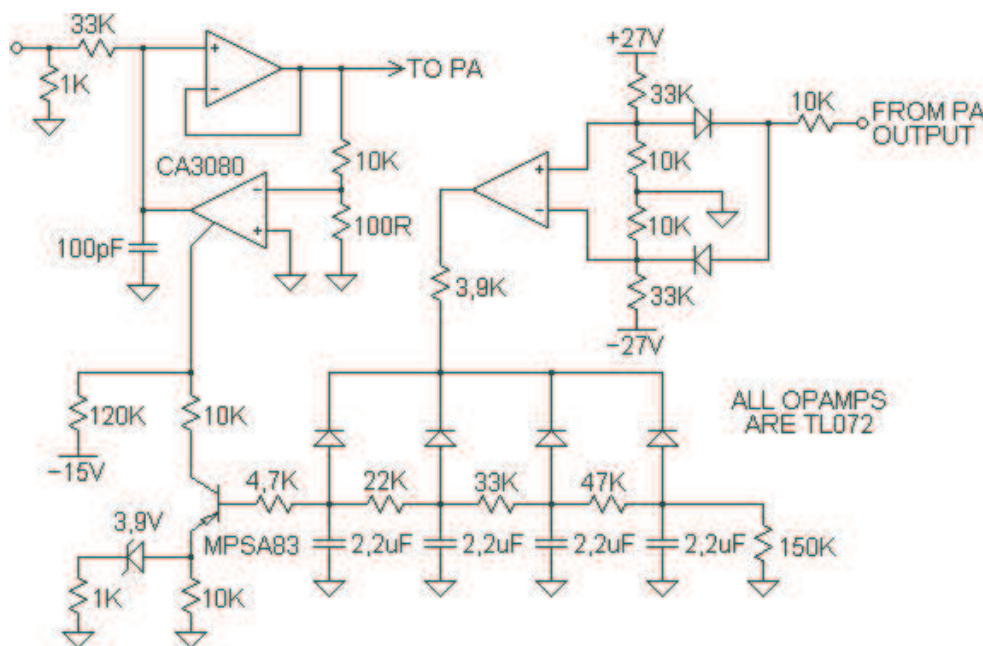 33K
1K
TO PA
10K
CA3080
100R
100pF
+27V
33K
10K
10K
33K
−27V
10K
FROM PA
OUTPUT
3,9K
ALL OPAMPS
ARE TL072
120K
−15V
10K
4,7K
22K
33K
47K
3,9V
MPSA83
2,2uF
2,2uF
2,2uF
2,2uF
150K
1K
10K